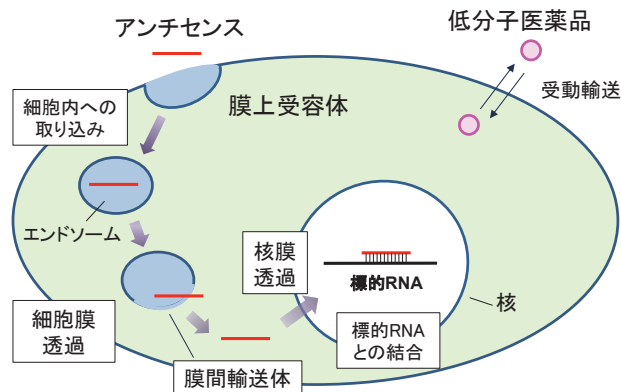 アンチセンス
低分子医薬品
受動輸送
膜上受容体
細胞内への
取り込み
エンドソーム
核膜
透過
標的RNA
核
細胞膜
透過
標的RNA
との結合
膜間輸送体